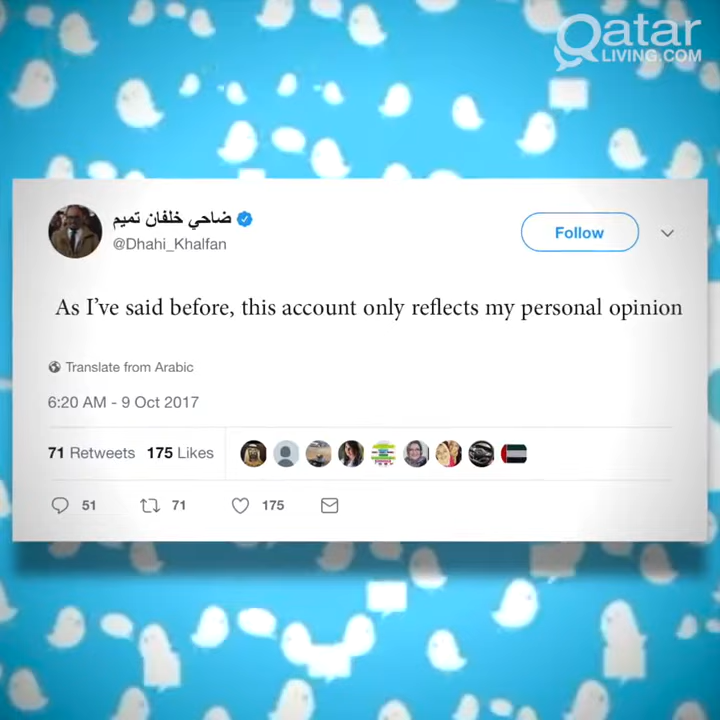 Qatar
LIVING.COM
ضاحي خلفان تميم
@Dhahi_Khalfan
Follow
As I’ve said before, this account only reflects my personal opinion
Translate from Arabic
6:20 AM - 9 Oct 2017
71 Retweets 175 Likes
51 71 175